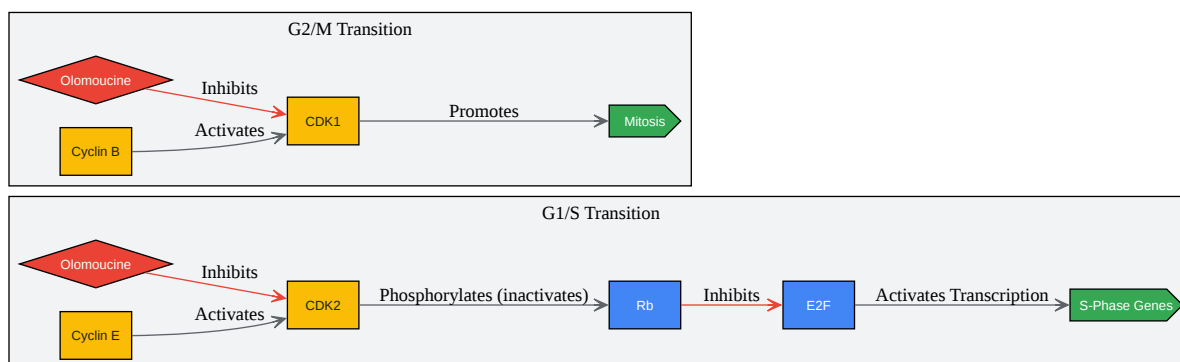 G2/M Transition
Olomoucine
Inhibits
Cyclin B
Activates
CDK1
Promotes
Mitosis
G1/S Transition
Olomoucine
Inhibits
Cyclin E
Activates
CDK2
Phosphorylates (inactivates)
Rb
Inhibits
E2F
Activates Transcription
S-Phase Genes